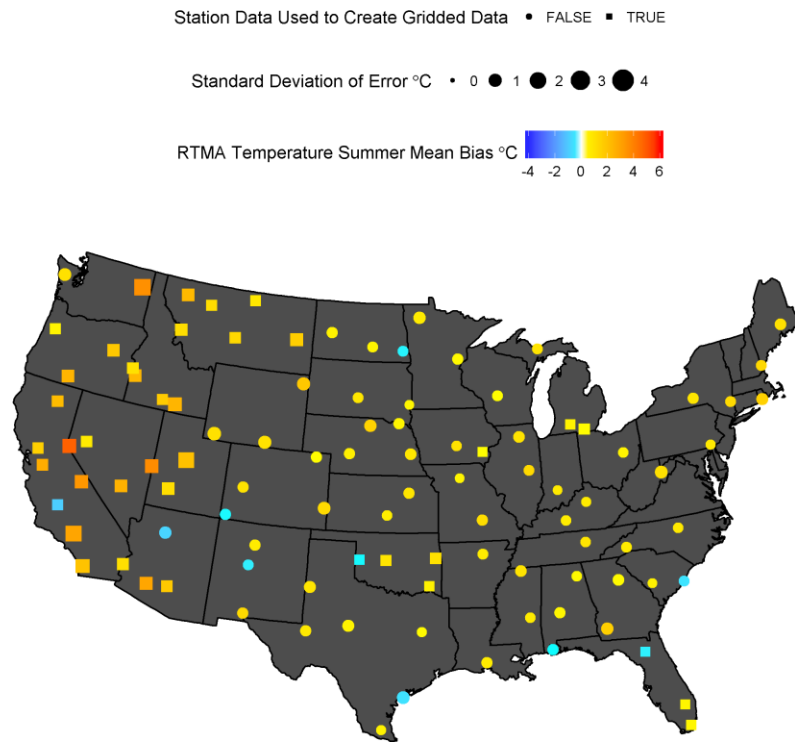 Station Data Used to Create Gridded Data FALSE TRUE
Standard Deviation of Error °C 0 1 2 3 4
RTMA Temperature Summer Mean Bias °C
-4 -2 0 2 4 6